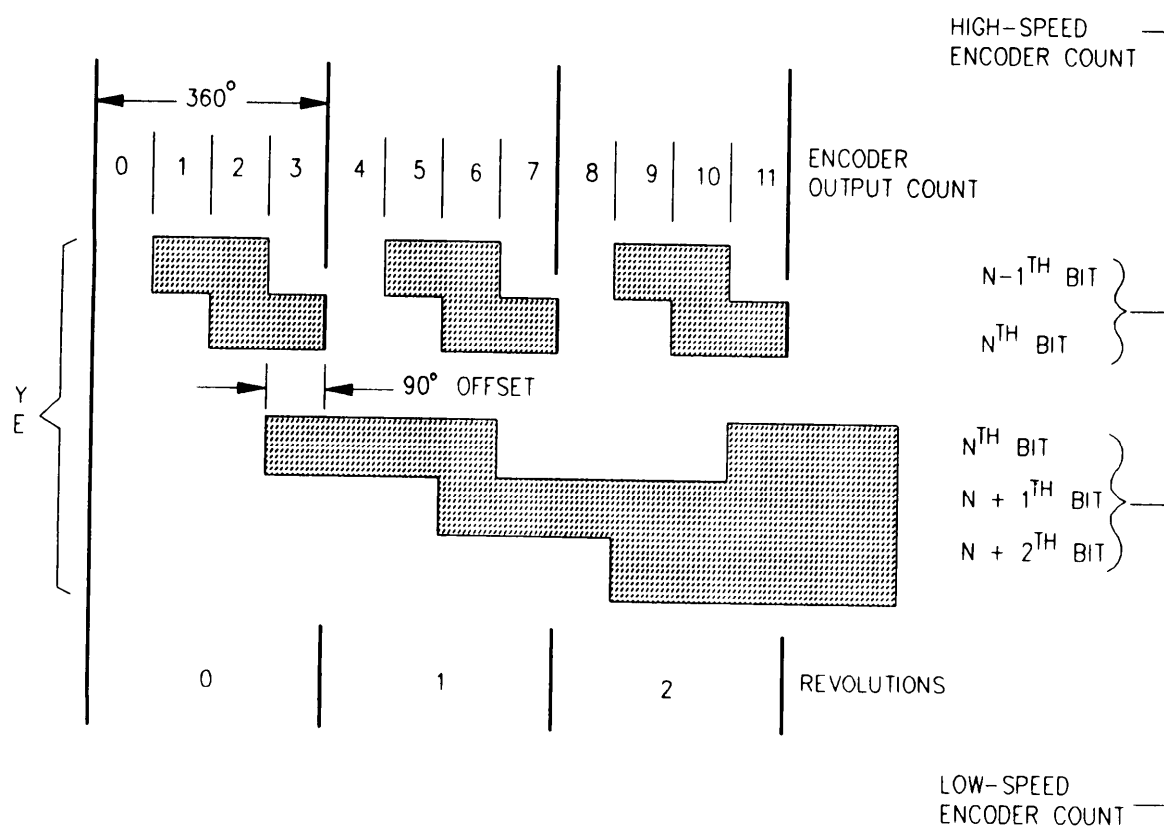 HIGH-SPEED
ENCODER COUNT
360°
0 1 2 3 4 5 6 7 8 9 10 11
ENCODER
OUTPUT COUNT
N-1TH BIT
NTH BIT
90° OFFSET
Y
E
NTH BIT
N + 1TH BIT
N + 2TH BIT
0 1 2 REVOLUTIONS
LOW-SPEED
ENCODER COUNT